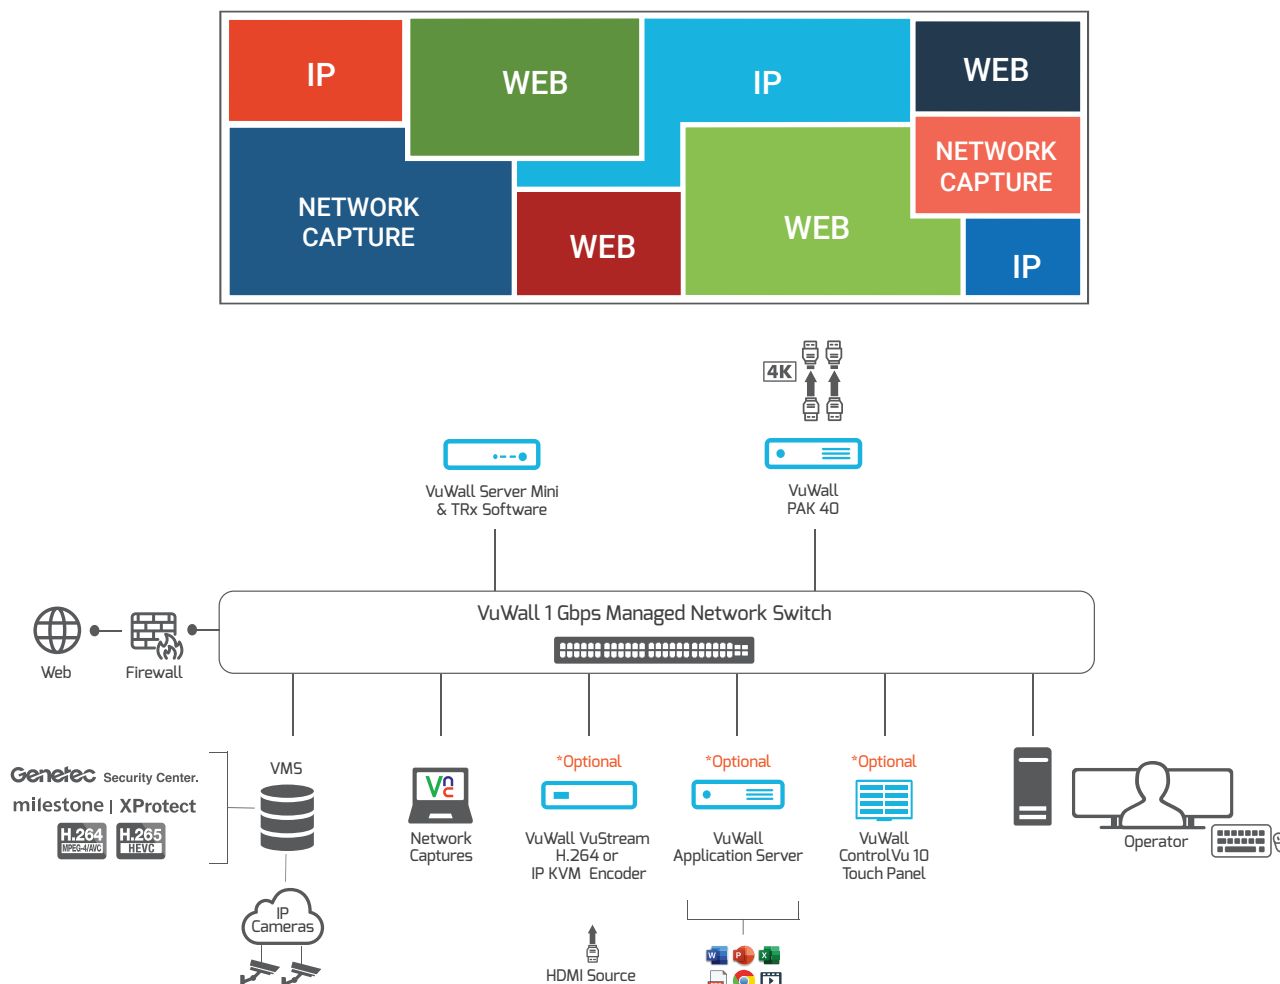 IP
WEB
IP
WEB
NETWORK
CAPTURE
NETWORK
CAPTURE
WEB
WEB
IP
4K
VuWall Server Mini
& TRx Software
VuWall
PAK 40
VuWall 1 Gbps Managed Network Switch
Web
Firewall
Genetec Security Center.
milestone | XProtect
H.264
MPEG-4/AVC
H.265
HEVC
VMS
IP
Cameras
Vnc
Network
Captures
*Optional
VuWall VuStream
H.264 or
IP KVM Encoder
HDMI Source
*Optional
VuWall
Application Server
W
P
X
*Optional
VuWall
ControlVu 10
Touch Panel
Operator